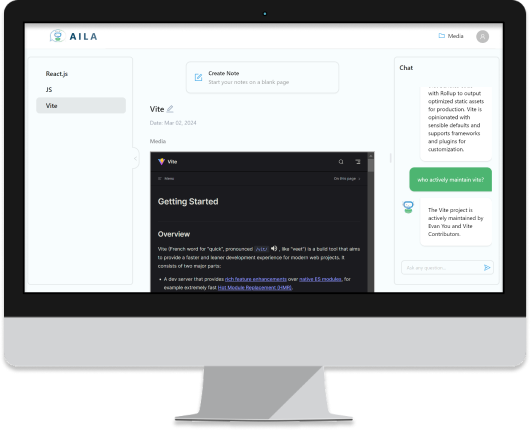 AILA
Media
React.js
JS
Vite
Create Note
Start your notes on a blank page
Vite
Date: Mar 02, 2024
Media
Vite
Menu
On this page
Getting Started
Overview
Vite (French word for "quick", pronounced /vit/ , like "veet") is a build tool that aims
to provide a faster and leaner development experience for modern web projects. It
consists of two major parts:
• A dev server that provides rich feature enhancements over native ES modules, for
example extremely fast Hot Module Replacement (HMR).
Chat
with Rollup to output
optimized static assets
for production. Vite is
opinionated with
sensible defaults and
supports frameworks
and plugins for
customization.
who actively maintain vite?
The Vite project is
actively maintained by
Evan You and Vite
Contributors.
Ask any question...